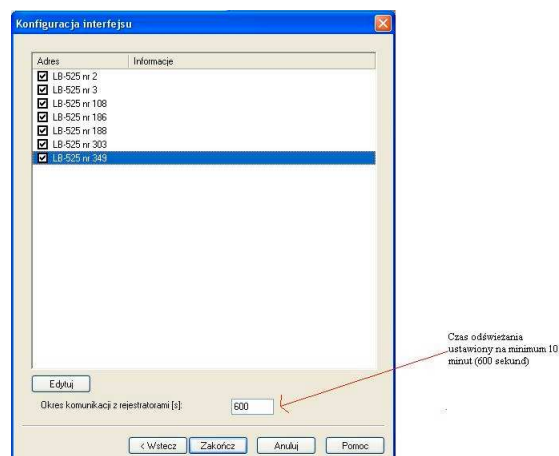 Konfiguracja interfejsu
Adres Informacje
LB-525 nr 2
LB-525 nr 3
LB-525 nr 108
LB-525 nr 186
LB-525 nr 188
LB-525 nr 303
LB-525 nr 349
Edytuj
Okres komunikacji z rejestratorami [s]: 600
< Wstecz Zakończ Anuluj Pomoc
Czas odświeżania
ustawiony na minimum 10
minut (600 sekund)